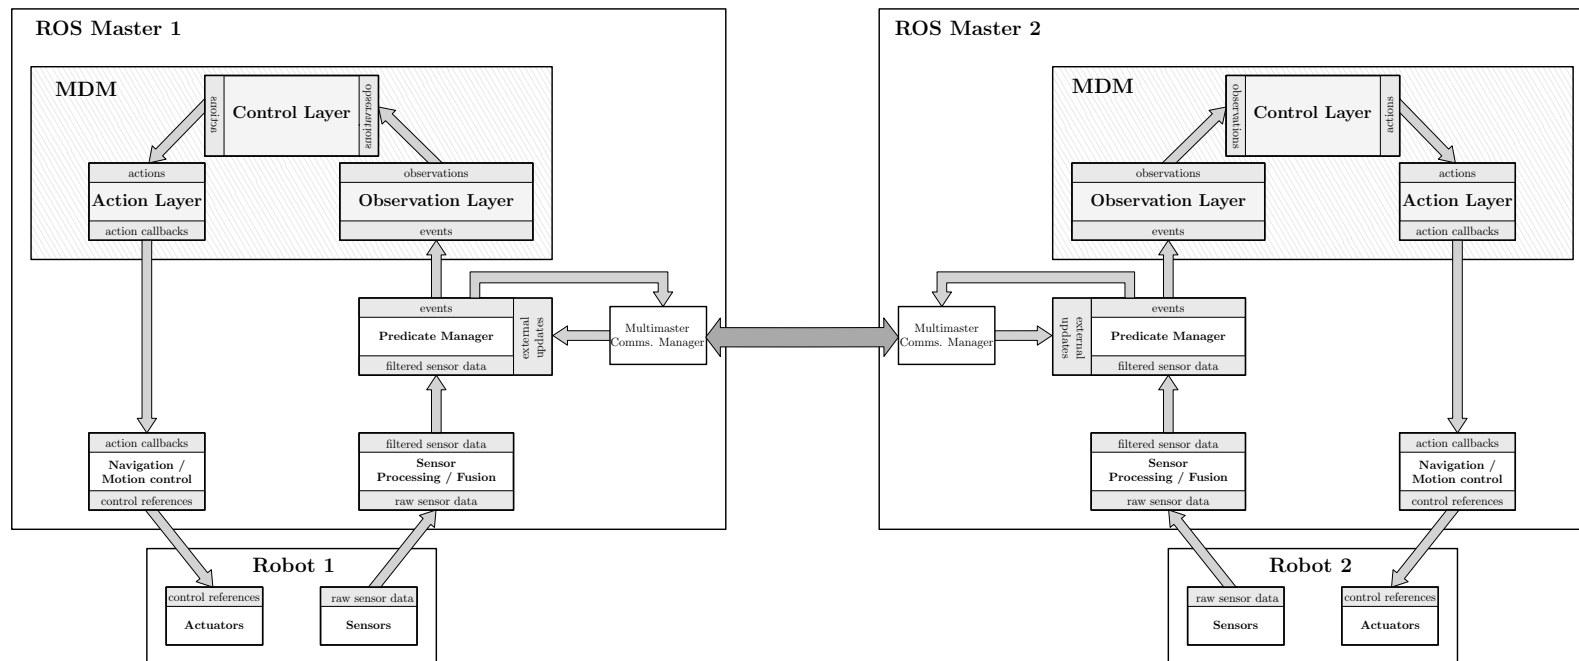 ROS Master 1
MDM
actions
Control Layer
observations
actions
Action Layer
action callbacks
observations
Observation Layer
events
events
Predicate Manager
filtered sensor data
external
updates
Multimaster
Comms. Manager
action callbacks
Navigation /
Motion control
control references
filtered sensor data
Sensor
Processing / Fusion
raw sensor data
Robot 1
control references
Actuators
raw sensor data
Sensors
ROS Master 2
MDM
observations
Control Layer
actions
observations
Observation Layer
events
actions
Action Layer
action callbacks
Multimaster
Comms. Manager
external
updates
events
Predicate Manager
filtered sensor data
filtered sensor data
Sensor
Processing / Fusion
raw sensor data
action callbacks
Navigation /
Motion control
control references
Robot 2
raw sensor data
Sensors
control references
Actuators